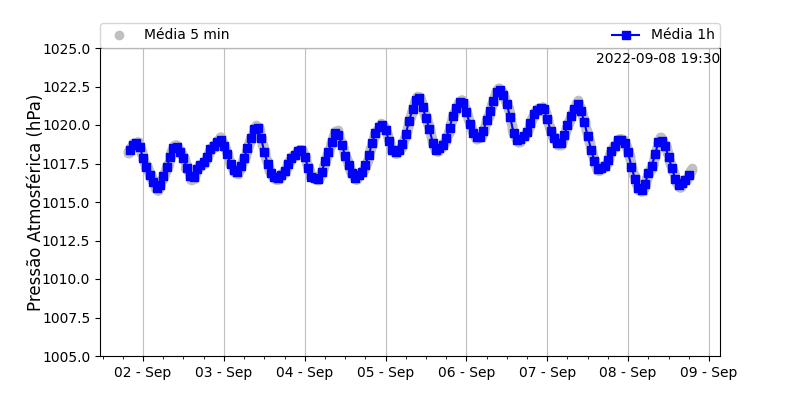 Média 5 min
Média 1h
2022-09-08 19:30
Pressão Atmosférica (hPa)
1025.0
1022.5
1020.0
1017.5
1015.0
1012.5
1010.0
1007.5
1005.0
02 - Sep
03 - Sep
04 - Sep
05 - Sep
06 - Sep
07 - Sep
08 - Sep
09 - Sep